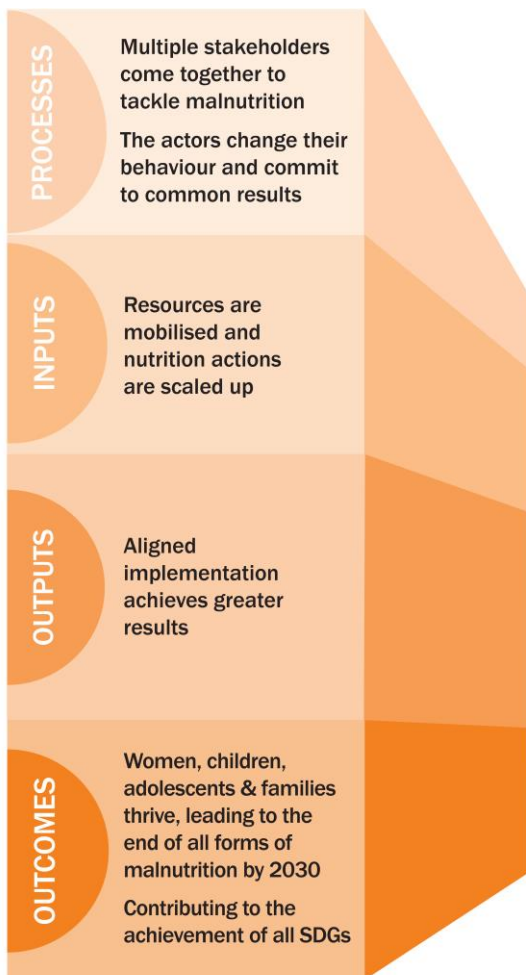 PROCESSES
Multiple stakeholders
come together to
tackle malnutrition
The actors change their
behaviour and commit
to common results
INPUTS
Resources are
mobilised and
nutrition actions
are scaled up
OUTPUTS
Aligned
implementation
achieves greater
results
OUTCOMES
Women, children,
adolescents & families
thrive, leading to the
end of all forms of
malnutrition by 2030
Contributing to the
achievement of all SDGs